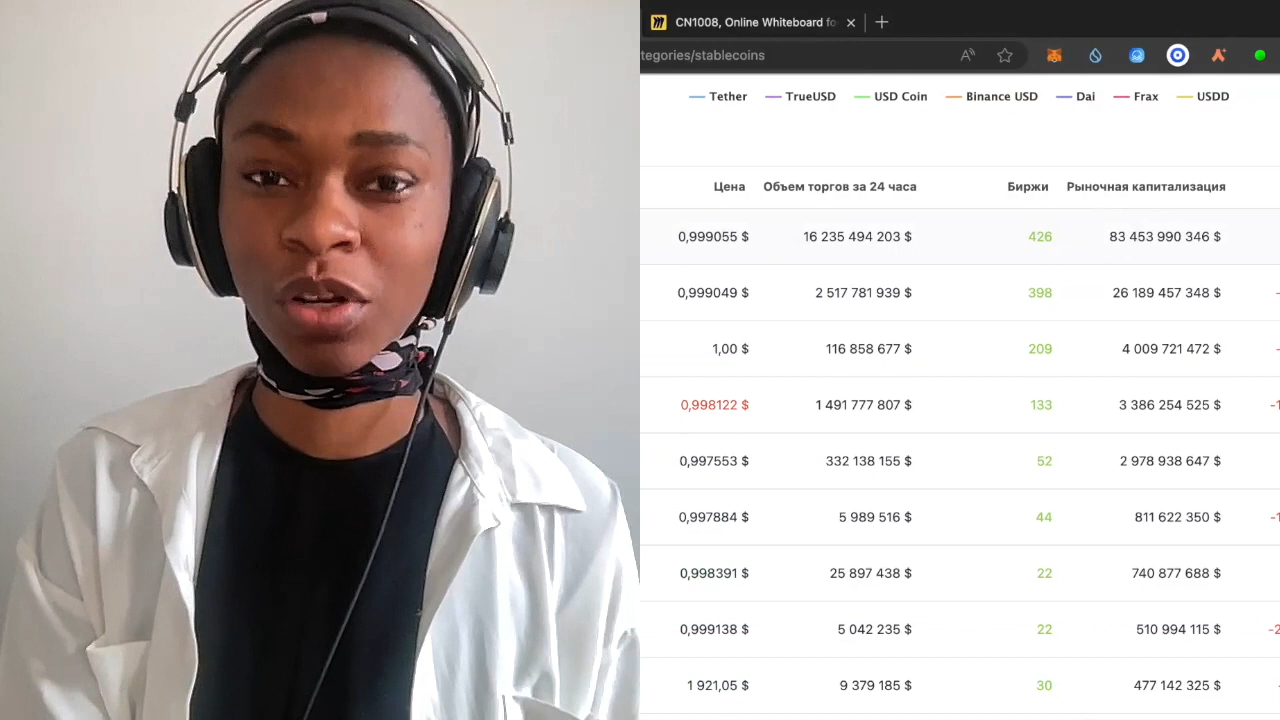 CN1008, Online Whiteboard fo
tegories/stablecoins
Tether TrueUSD USD Coin Binance USD Dai Frax USDD
Цена Объем торгов за 24 часа Биржи Рыночная капитализация
0,999055 $ 16 235 494 203 $ 426 83 453 990 346 $
0,999049 $ 2 517 781 939 $ 398 26 189 457 348 $ -
1,00 $ 116 858 677 $ 209 4 009 721 472 $ -
0,998122 $ 1 491 777 807 $ 133 3 386 254 525 $ -1
0,997553 $ 332 138 155 $ 52 2 978 938 647 $
0,997884 $ 5 989 516 $ 44 811 622 350 $ -1
0,998391 $ 25 897 438 $ 22 740 877 688 $
0,999138 $ 5 042 235 $ 22 510 994 115 $ -2
1 921,05 $ 9 379 185 $ 30 477 142 325 $ -